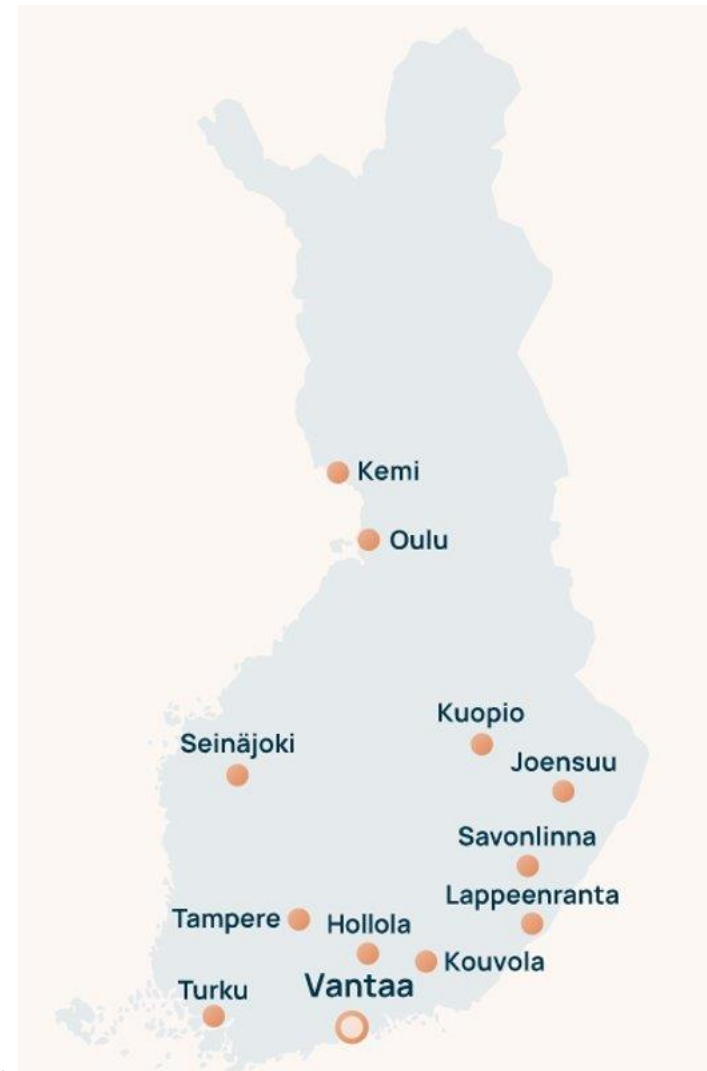 Kemi
Oulu
Kuopio
Seinäjoki
Joensuu
Savonlinna
Lappeenranta
Tampere
Hollola
Kouvola
Vantaa
Turku